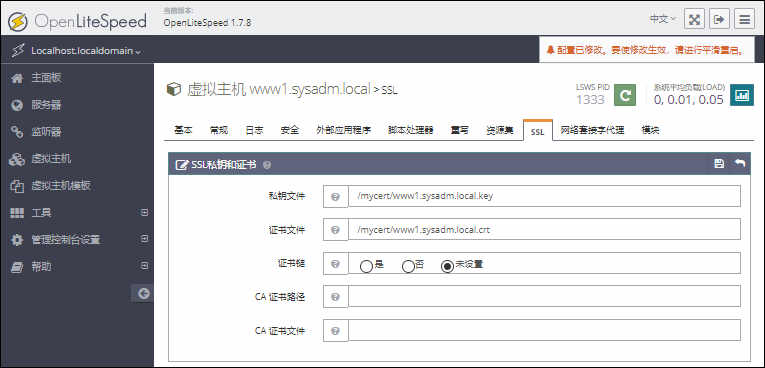 OpenLiteSpeed
当前版本:
OpenLiteSpeed 1.7.8
中文
Localhost.localdomain
配置已修改。要使修改生效，请进行平滑重启。
主面板
服务器
监听器
虚拟主机
虚拟主机模板
工具
管理控制台设置
帮助
虚拟主机 www1.sysadm.local > SSL
LSWS PID
1333
系统平均负载(LOAD)
0, 0.01, 0.05
基本 常规 日志 安全 外部应用程序 脚本处理器 重写 资源集 SSL 网络套接字代理 模块
SSL私钥和证书
私钥文件 /mycert/www1.sysadm.local.key
证书文件 /mycert/www1.sysadm.local.crt
证书链 是 否 未设置
CA 证书路径
CA 证书文件